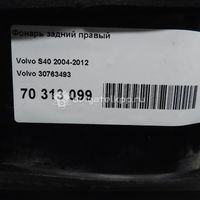 Фонарь задний правый
Volvo S40 2004-2012
Volvo 30763493
70 313 099